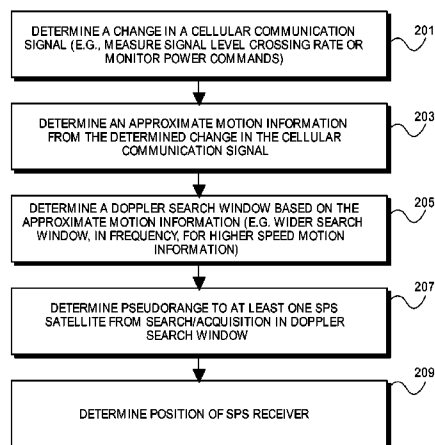 DETERMINE A CHANGE IN A CELLULAR COMMUNICATION
SIGNAL (E.G., MEASURE SIGNAL LEVEL CROSSING RATE OR
MONITOR POWER COMMANDS)
201
DETERMINE AN APPROXIMATE MOTION INFORMATION
FROM THE DETERMINED CHANGE IN THE CELLULAR
COMMUNICATION SIGNAL
203
DETERMINE A DOPPLER SEARCH WINDOW BASED ON THE
APPROXIMATE MOTION INFORMATION (E.G. WIDER SEARCH
WINDOW, IN FREQUENCY, FOR HIGHER SPEED MOTION
INFORMATION)
205
DETERMINE PSEUDORANGE TO AT LEAST ONE SPS
SATELLITE FROM SEARCH/ACQUISITION IN DOPPLER
SEARCH WINDOW
207
DETERMINE POSITION OF SPS RECEIVER
209